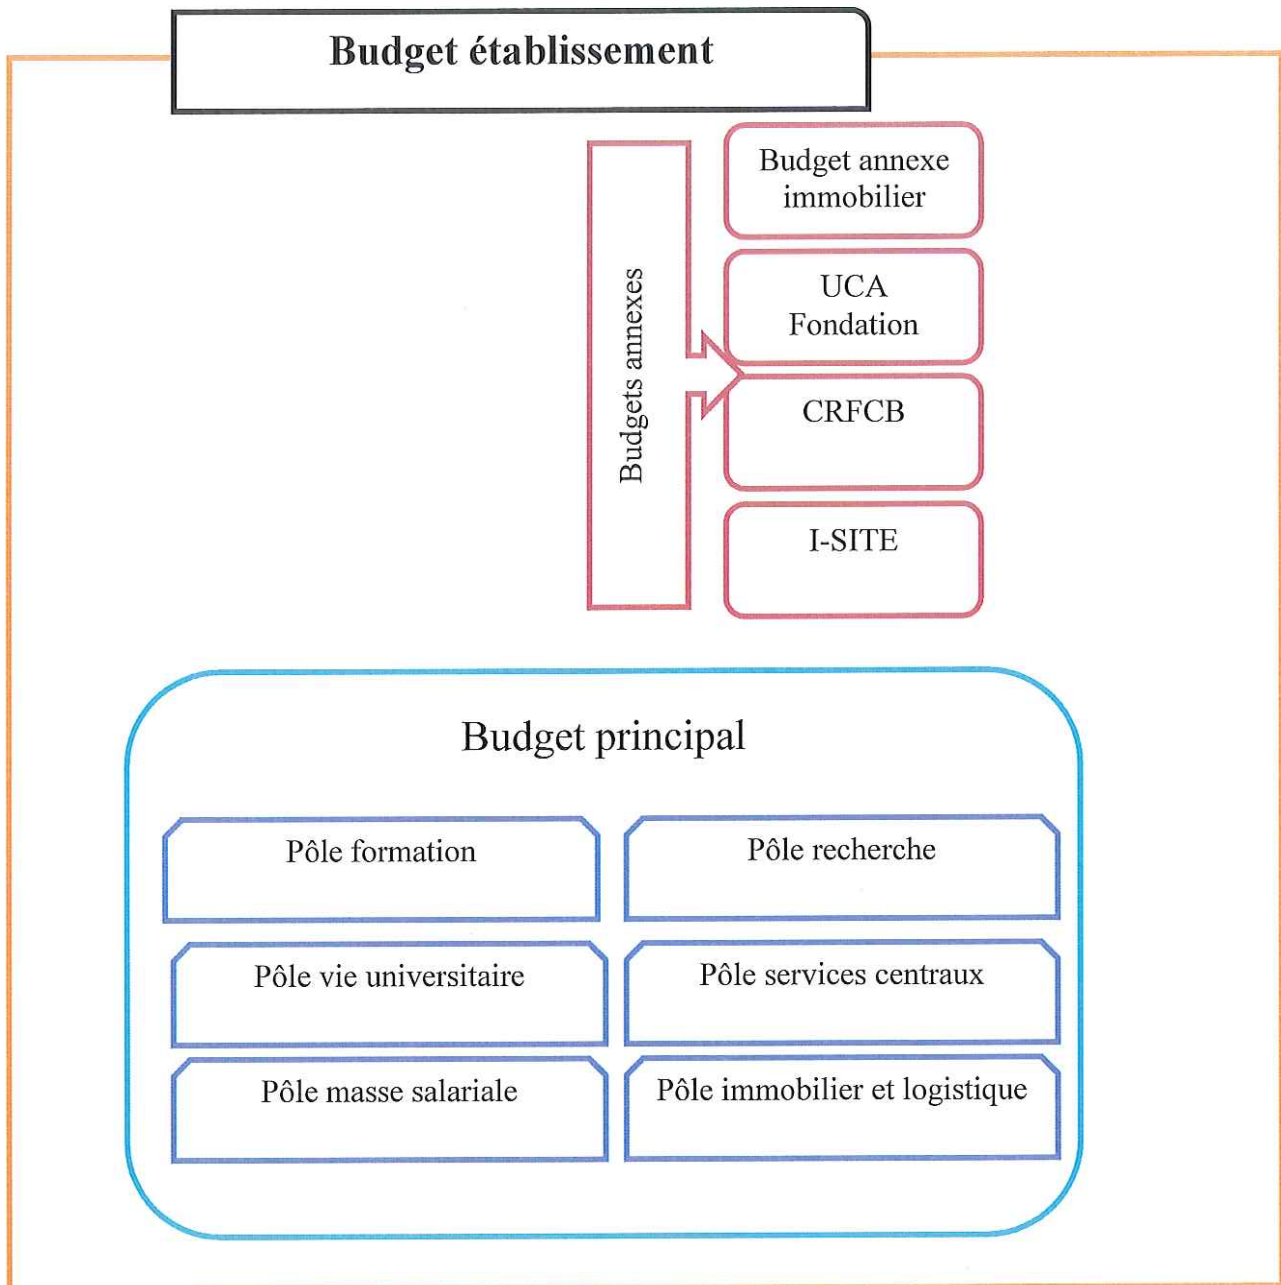 Budget établissement
Budgets annexes
Budget annexe
immobilier
UCA
Fondation
CRFCB
I-SITE
Budget principal
Pôle formation
Pôle recherche
Pôle vie universitaire
Pôle services centraux
Pôle masse salariale
Pôle immobilier et logistique